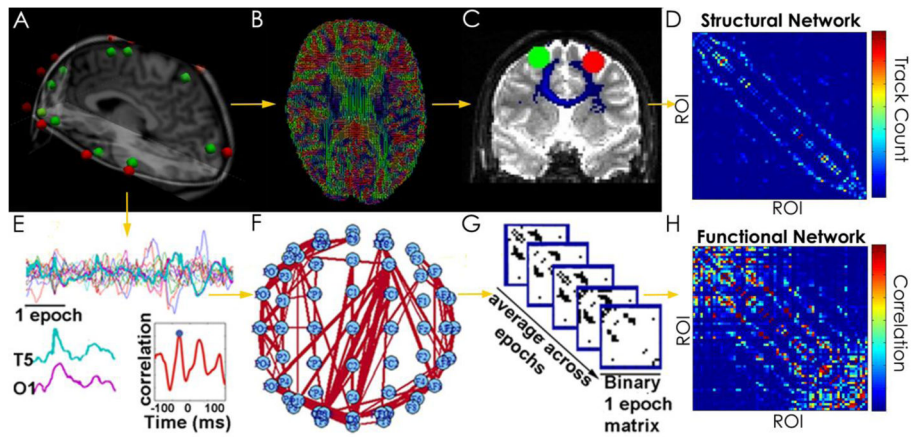 A
B
C
D
Structural Network
ROI
Track Count
ROI
E
F
G
H
Functional Network
1 epoch
T5
O1
correlation
-100 0 100
Time (ms)
average across
epochs
Binary
1 epoch
matrix
ROI
Correlation
ROI